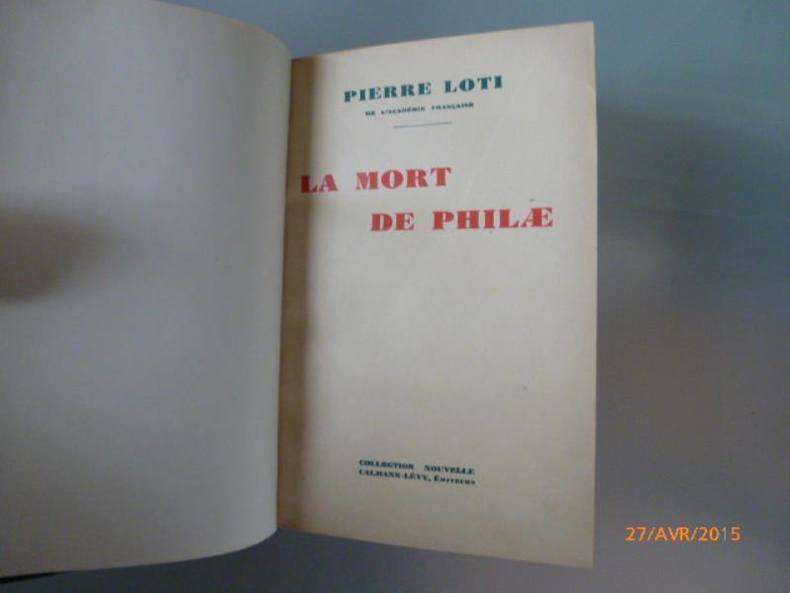 PIERRE LOTI
DE L'ACADÉMIE FRANÇAISE
LA MORT
DE PHILÆ
COLLECTION NOUVELLE
CALMANN-LÉVY, ÉDITEURS
27/AVR/2015